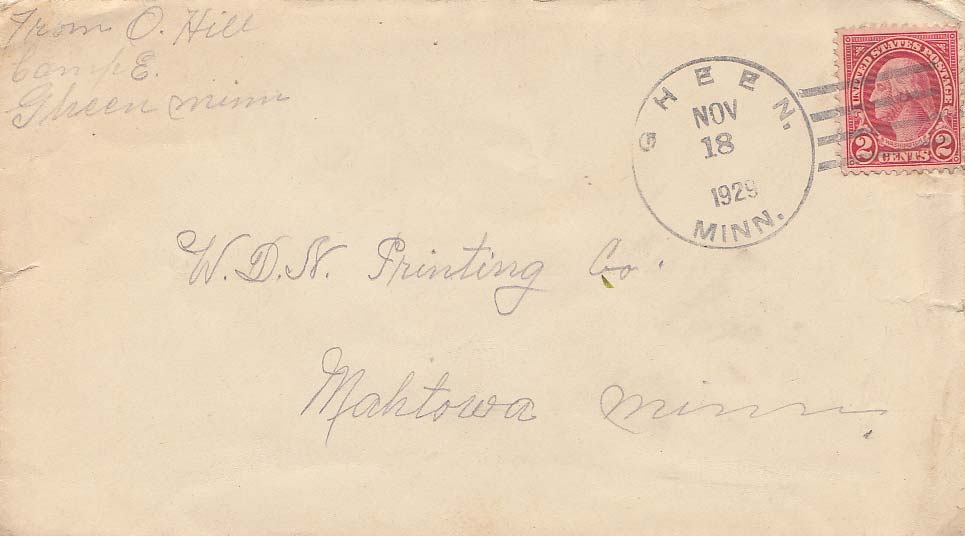 From O. Hill
Camp E.
Gheen Minn
GHEEN.
NOV
18
1929
MINN.
UNITED STATES POSTAGE
2 CENTS 2
W.D.N. Printing Co.
Mahtowa Minn.